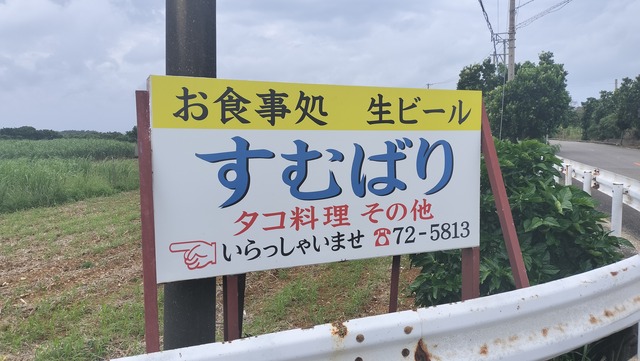 お食事処 生ビール
すむばり
タコ料理 その他
いらっしゃいませ ☎72-5813